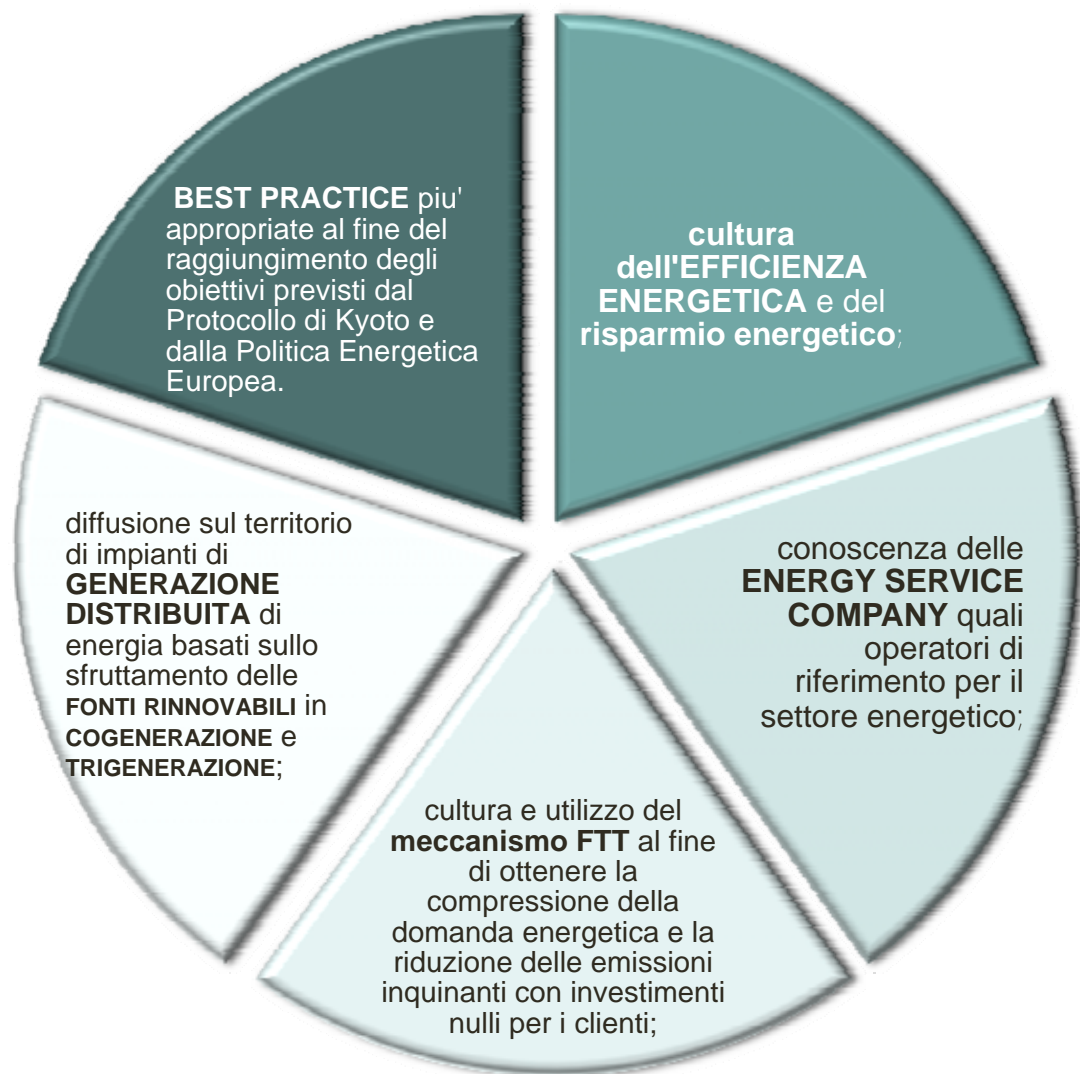 BEST PRACTICE piu'
appropriate al fine del
raggiungimento degli
obiettivi previsti dal
Protocollo di Kyoto e
dalla Politica Energetica
Europea.
cultura
dell'EFFICIENZA
ENERGETICA e del
risparmio energetico;
conoscenza delle
ENERGY SERVICE
COMPANY quali
operatori di
riferimento per il
settore energetico;
cultura e utilizzo del
meccanismo FTT al fine
di ottenere la
compressione della
domanda energetica e la
riduzione delle emissioni
inquinanti con investimenti
nulli per i clienti;
diffusione sul territorio
di impianti di
GENERAZIONE
DISTRIBUITA di
energia basati sullo
sfruttamento delle
FONTI RINNOVABILI in
COGENERAZIONE e
TRIGENERAZIONE;